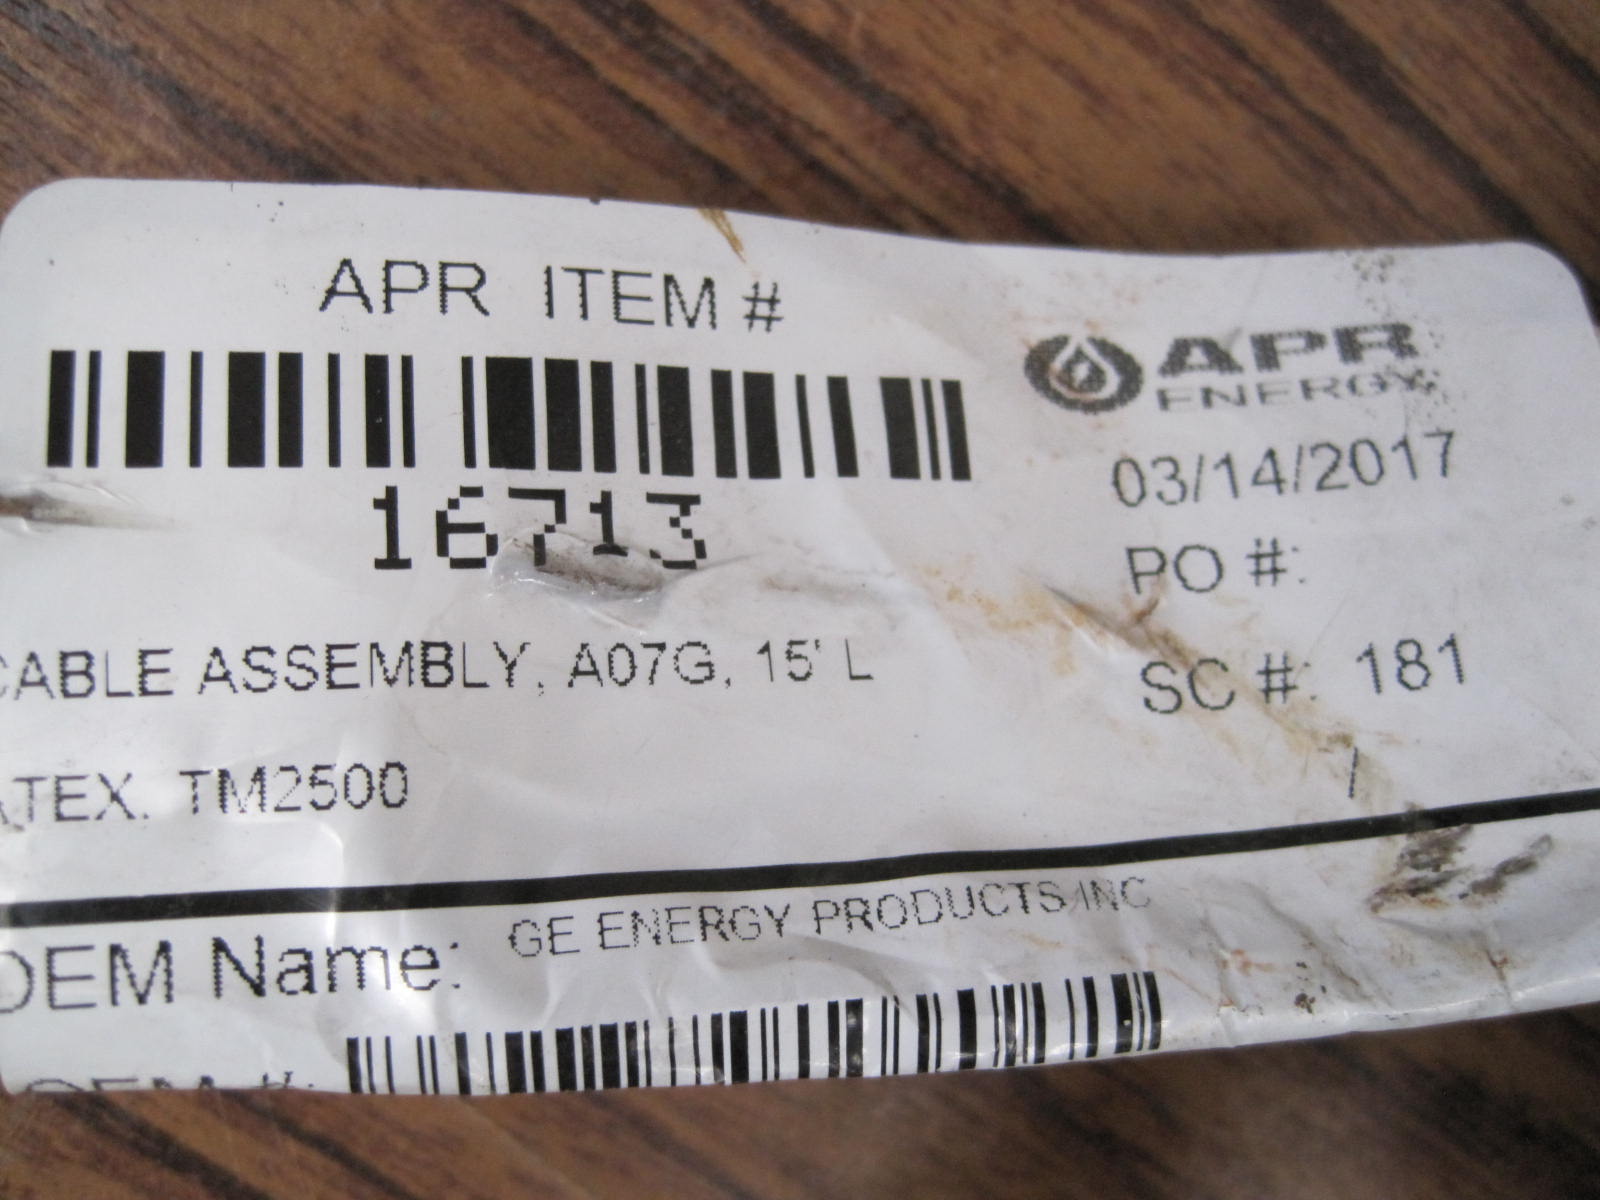 APR ITEM #
APR
ENERGY
03/14/2017
16713
PO #:
CABLE ASSEMBLY, A07G, 15' L
SC #: 181
ATEX. TM2500
/
OEM Name: GE ENERGY PRODUCTS INC
OEM #: